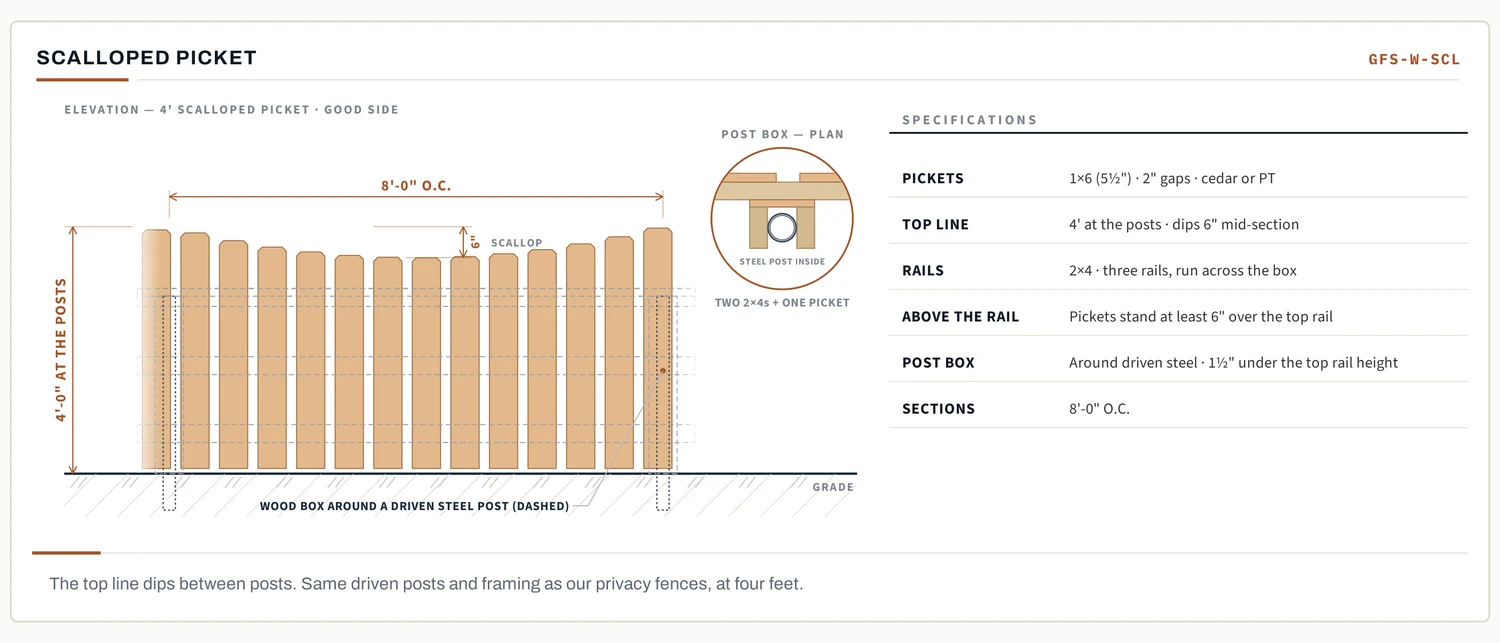 SCALLOPED PICKET
GFS-W-SCL
ELEVATION — 4' SCALLOPED PICKET · GOOD SIDE
8'-0" O.C.
6"
SCALLOP
4'-0" AT THE POSTS
WOOD BOX AROUND A DRIVEN STEEL POST (DASHED)
GRADE
POST BOX — PLAN
STEEL POST INSIDE
TWO 2×4s + ONE PICKET
SPECIFICATIONS
PICKETS 1×6 (5½") · 2" gaps · cedar or PT
TOP LINE 4' at the posts · dips 6" mid-section
RAILS 2×4 · three rails, run across the box
ABOVE THE RAIL Pickets stand at least 6" over the top rail
POST BOX Around driven steel · 1½" under the top rail height
SECTIONS 8'-0" O.C.
The top line dips between posts. Same driven posts and framing as our privacy fences, at four feet.